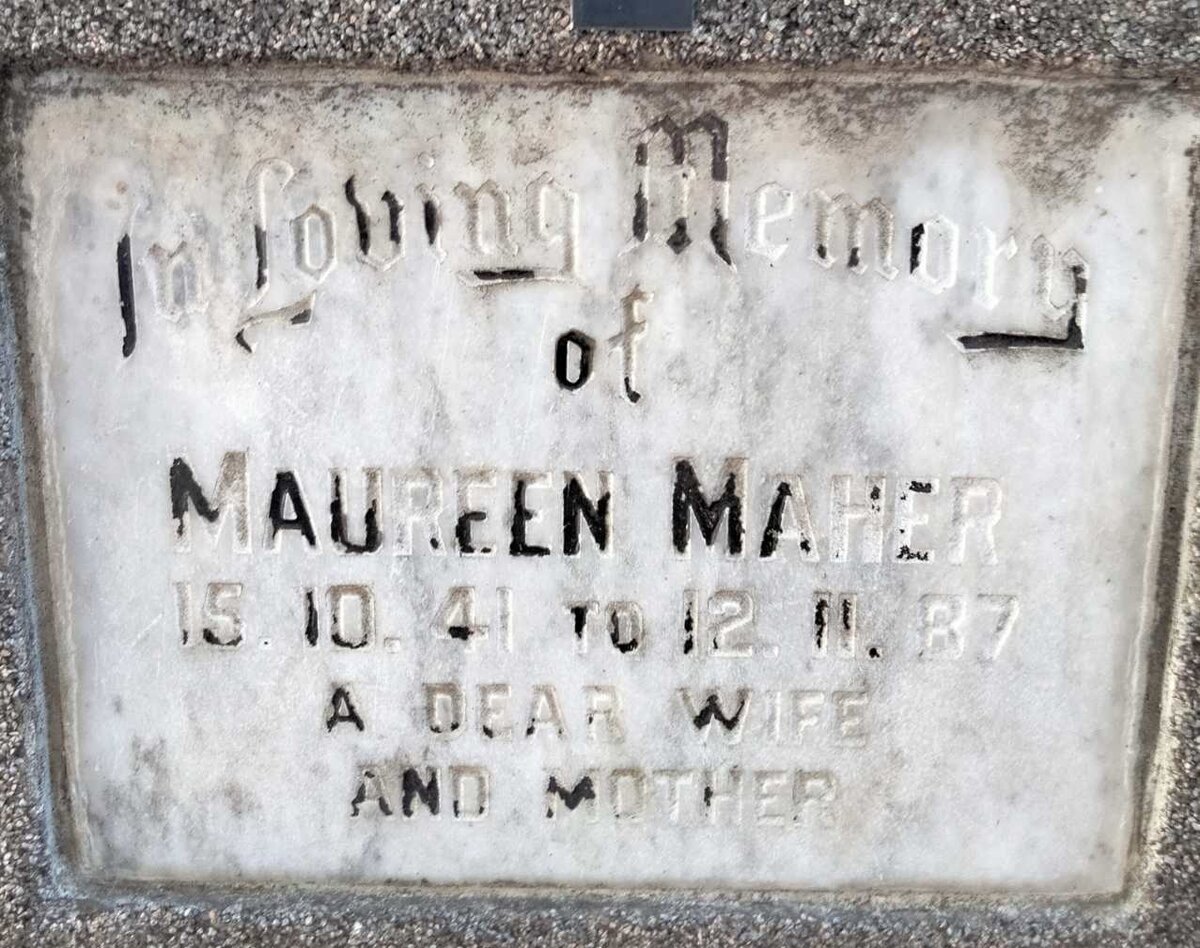 In Loving Memory
of
MAUREEN MAHER
15. 10. 41 TO 12. 11. 87
A DEAR WIFE
AND MOTHER